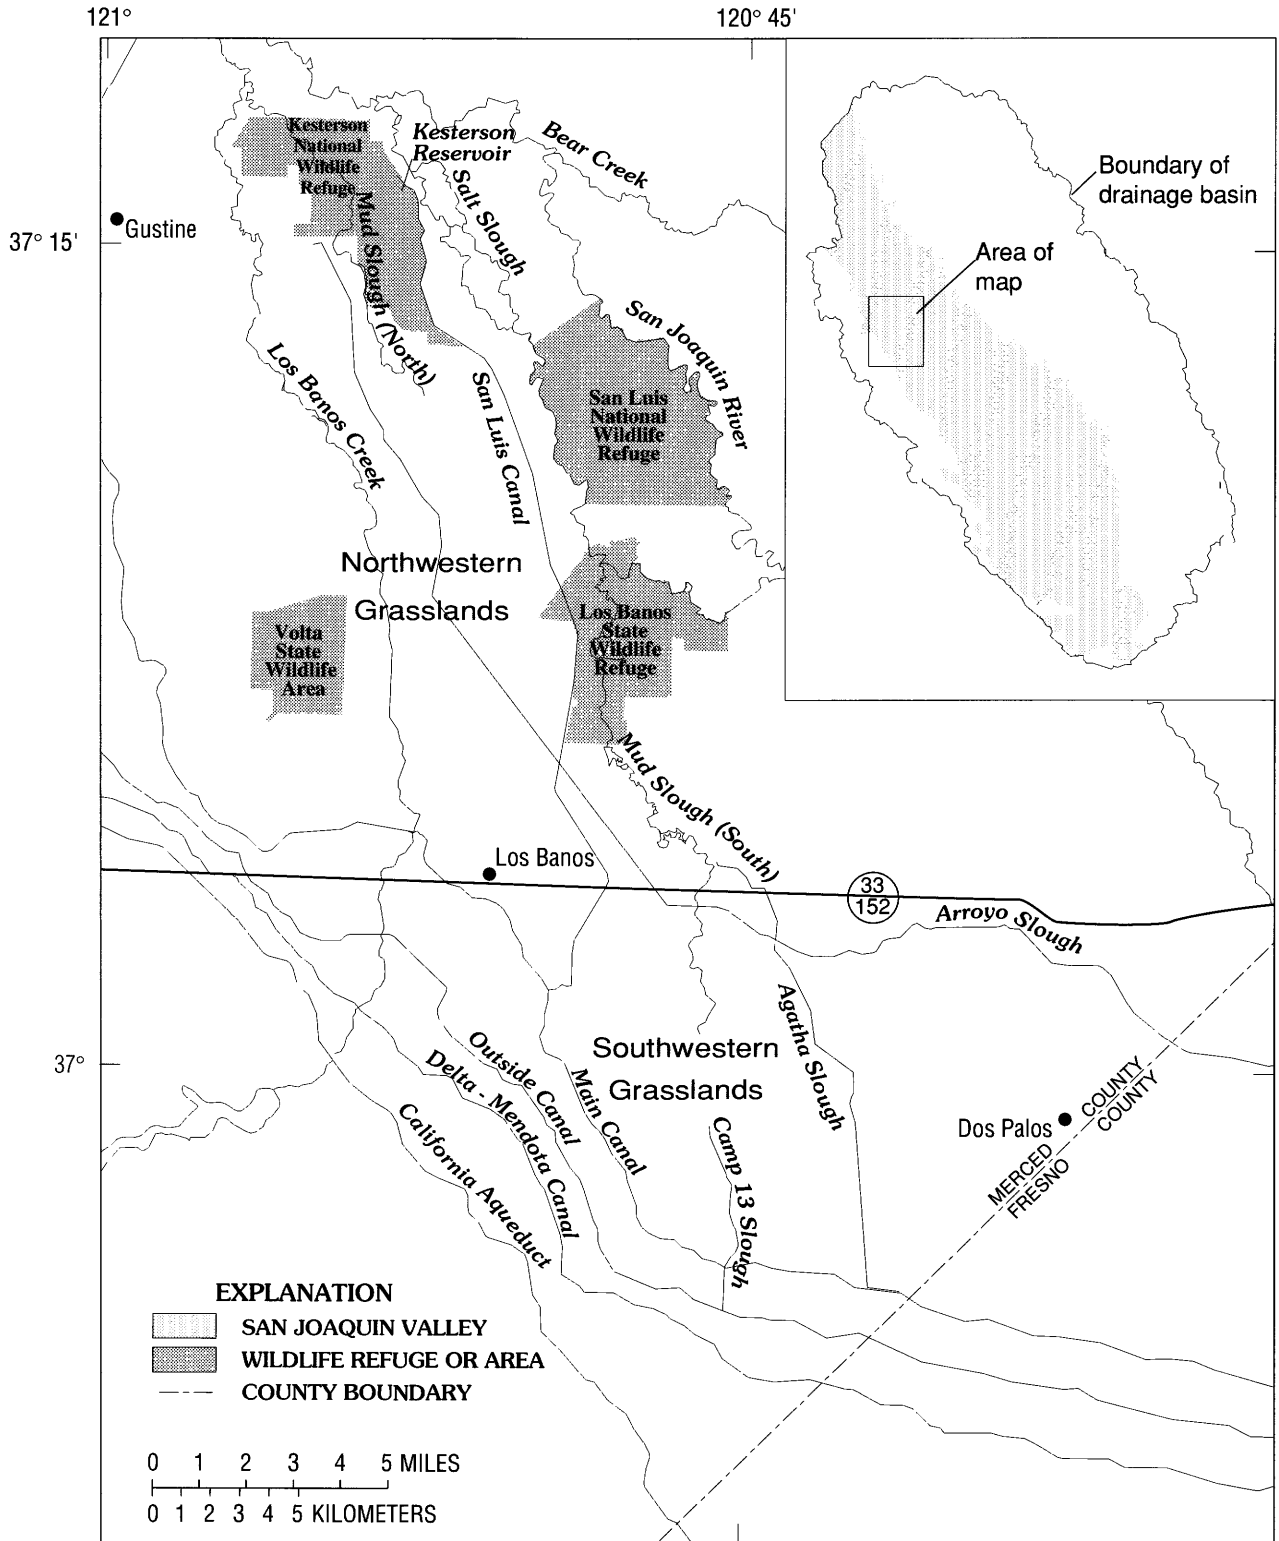 121°
120° 45'
Kesterson
National
Wildlife
Refuge
Kesterson
Reservoir
Bear Creek
Boundary of
drainage basin
Salt Slough
Gustine
37° 15'
Mud Slough (North)
Area of
map
San Joaquin River
Los Banos Creek
San Luis Canal
San Luis
National
Wildlife
Refuge
Northwestern
Grasslands
Volta
State
Wildlife
Area
Los Banos
State
Wildlife
Refuge
Mud Slough (South)
Los Banos
33
152
Arroyo Slough
Agatha Slough
37°
Southwestern
Grasslands
Outside Canal
Delta - Mendota Canal
Main Canal
California Aqueduct
Camp 13 Slough
Dos Palos
MERCED COUNTY
FRESNO COUNTY
EXPLANATION
SAN JOAQUIN VALLEY
WILDLIFE REFUGE OR AREA
COUNTY BOUNDARY
0 1 2 3 4 5 MILES
0 1 2 3 4 5 KILOMETERS